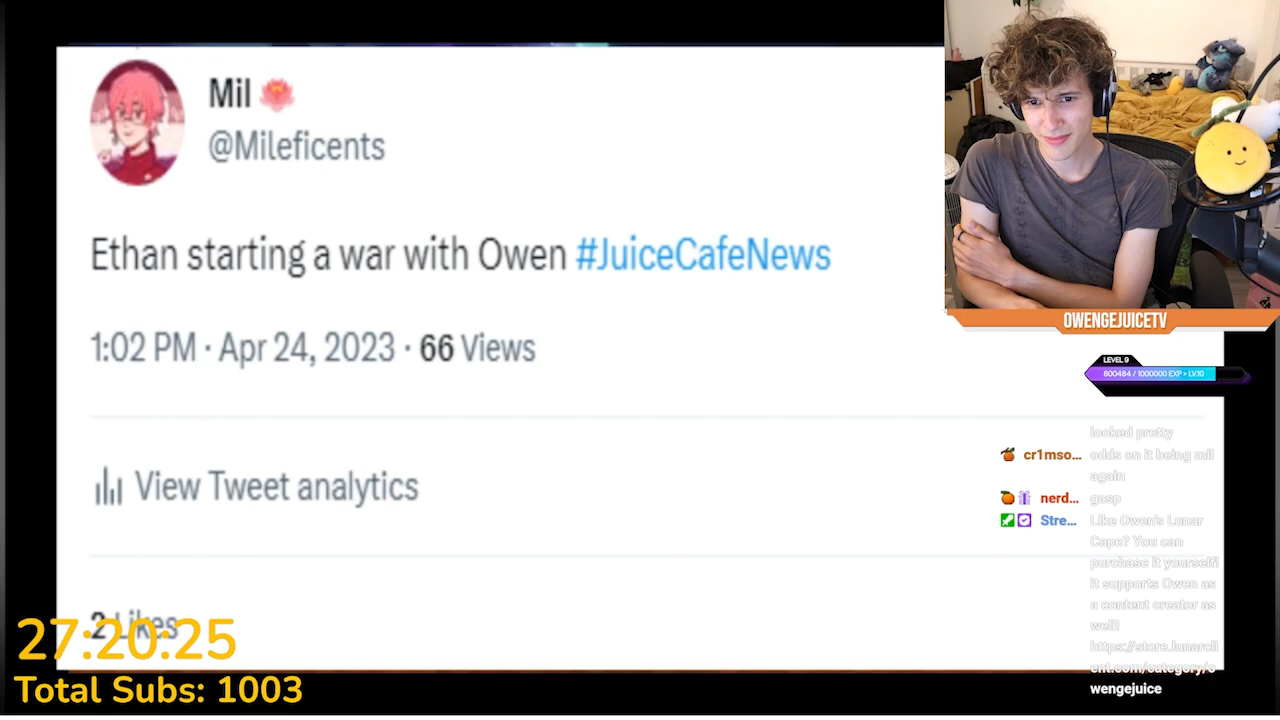 Mil
@Mileficents
Ethan starting a war with Owen #JuiceCafeNews
1:02 PM · Apr 24, 2023 · 66 Views
View Tweet analytics
2 Likes
27:20:25
Total Subs: 1003
OWENGEJUICETV
LEVEL 9
800484 / 1000000 EXP > LV.10
looked pretty
cr1mso... odds on it being mil
again
nerd... gasp
Stre... Like Owen's Lunar
Cape? You can
purchase it yourself!
It supports Owen as
a content creator as
well!
https://store.lunarcli
ent.com/category/o
wengejuice